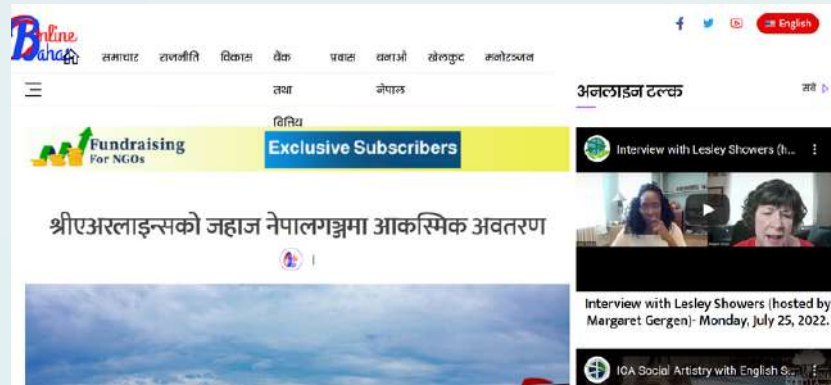 Online
Bahas
English
समाचार राजनीति विकास बैंक तथा वित्तिय प्रवास बनाऔ नेपाल खेलकुद मनोरञ्जन
Fundraising
For NGOs
Exclusive Subscribers
श्रीएअरलाइन्सको जहाज नेपालगञ्जमा आकस्मिक अवतरण
अनलाइन टल्क
सबै
Interview with Lesley Showers (h...
Interview with Lesley Showers (hosted by
Margaret Gergen)- Monday, July 25, 2022.
ICA Social Artistry with English S...